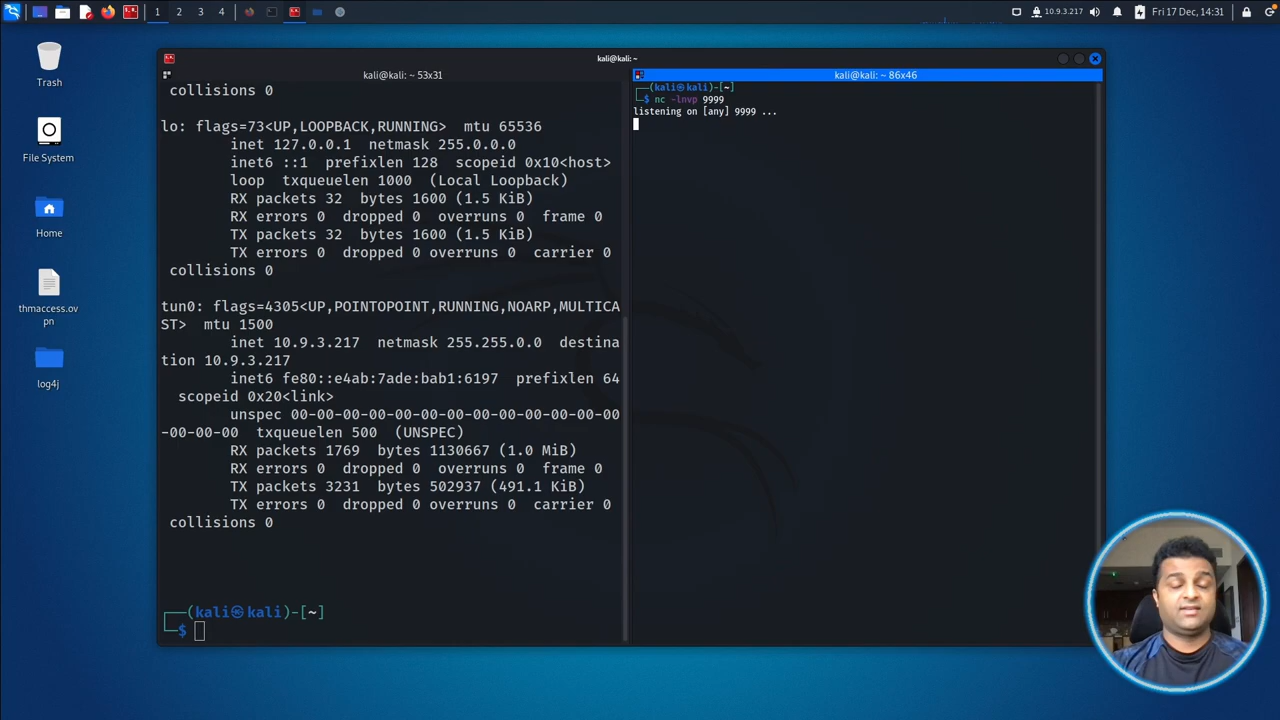 1 2 3 4
10.9.3.217
Fri 17 Dec, 14:31
Trash
File System
Home
thmaccess.ov
pn
log4j
kali@kali: ~
kali@kali: ~ 53x31
collisions 0
lo: flags=73<UP,LOOPBACK,RUNNING> mtu 65536
inet 127.0.0.1 netmask 255.0.0.0
inet6 ::1 prefixlen 128 scopeid 0x10<host>
loop txqueuelen 1000 (Local Loopback)
RX packets 32 bytes 1600 (1.5 KiB)
RX errors 0 dropped 0 overruns 0 frame 0
TX packets 32 bytes 1600 (1.5 KiB)
TX errors 0 dropped 0 overruns 0 carrier 0
collisions 0
tun0: flags=4305<UP,POINTOPOINT,RUNNING,NOARP,MULTICA
ST> mtu 1500
inet 10.9.3.217 netmask 255.255.0.0 destina
tion 10.9.3.217
inet6 fe80::e4ab:7ade:bab1:6197 prefixlen 64
scopeid 0x20<link>
unspec 00-00-00-00-00-00-00-00-00-00-00-00-00
-00-00-00 txqueuelen 500 (UNSPEC)
RX packets 1769 bytes 1130667 (1.0 MiB)
RX errors 0 dropped 0 overruns 0 frame 0
TX packets 3231 bytes 502937 (491.1 KiB)
TX errors 0 dropped 0 overruns 0 carrier 0
collisions 0
┌──(kali㉿kali)-[~]
└─$
kali@kali: ~ 86x46
┌──(kali㉿kali)-[~]
└─$ nc -lnvp 9999
listening on [any] 9999 ...